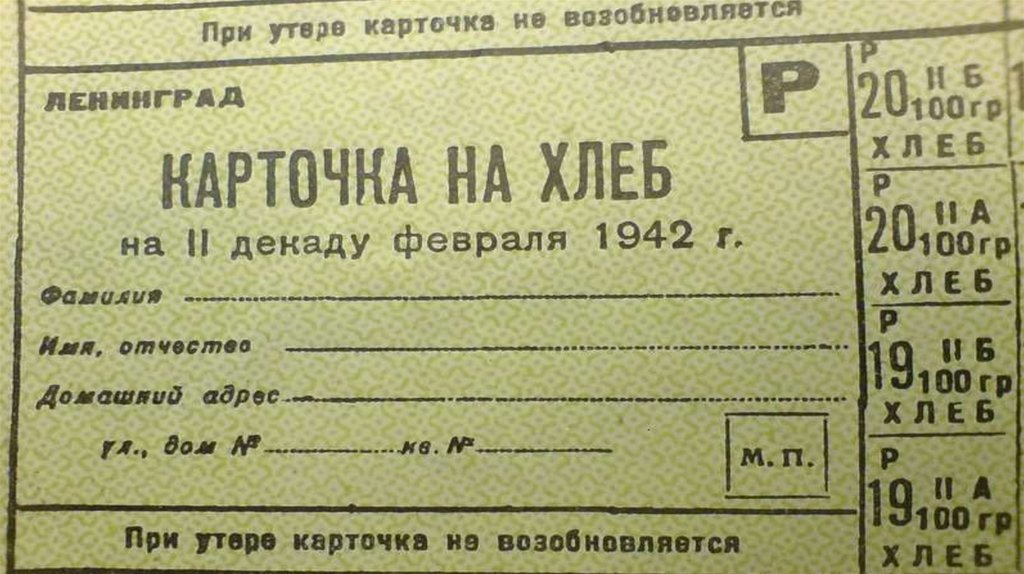 При утере карточка не возобновляется
ЛЕНИНГРАД
Р
КАРТОЧКА НА ХЛЕБ
на II декаду февраля 1942 г.
Фамилия
Имя, отчество
Домашний адрес
ул., дом № кв. №
М. П.
При утере карточка не возобновляется
Р
20 II Б
100 гр
ХЛЕБ
Р
20 II А
100 гр
ХЛЕБ
Р
19 II Б
100 гр
ХЛЕБ
Р
19 II А
100 гр
ХЛЕБ